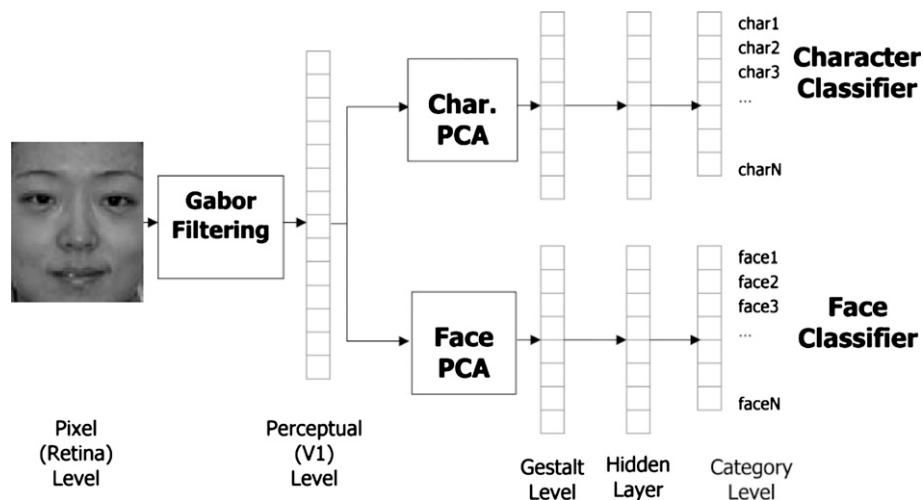 char1
char2
char3
...
charN
Character
Classifier
Char.
PCA
Gabor
Filtering
Face
PCA
face1
face2
face3
...
faceN
Face
Classifier
Pixel
(Retina)
Level
Perceptual
(V1)
Level
Gestalt
Level
Hidden
Layer
Category
Level